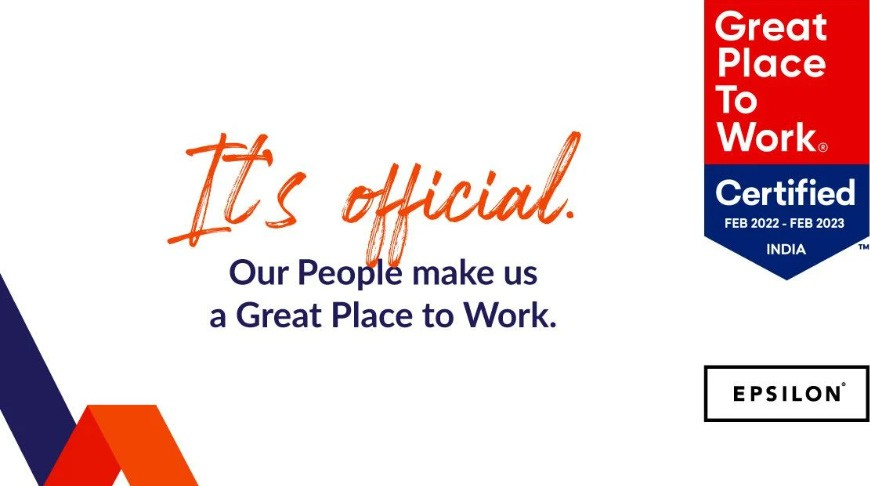 It's official.
Our People make us
a Great Place to Work.
Great
Place
To
Work®
Certified
FEB 2022 - FEB 2023
INDIA
™
EPSILON®